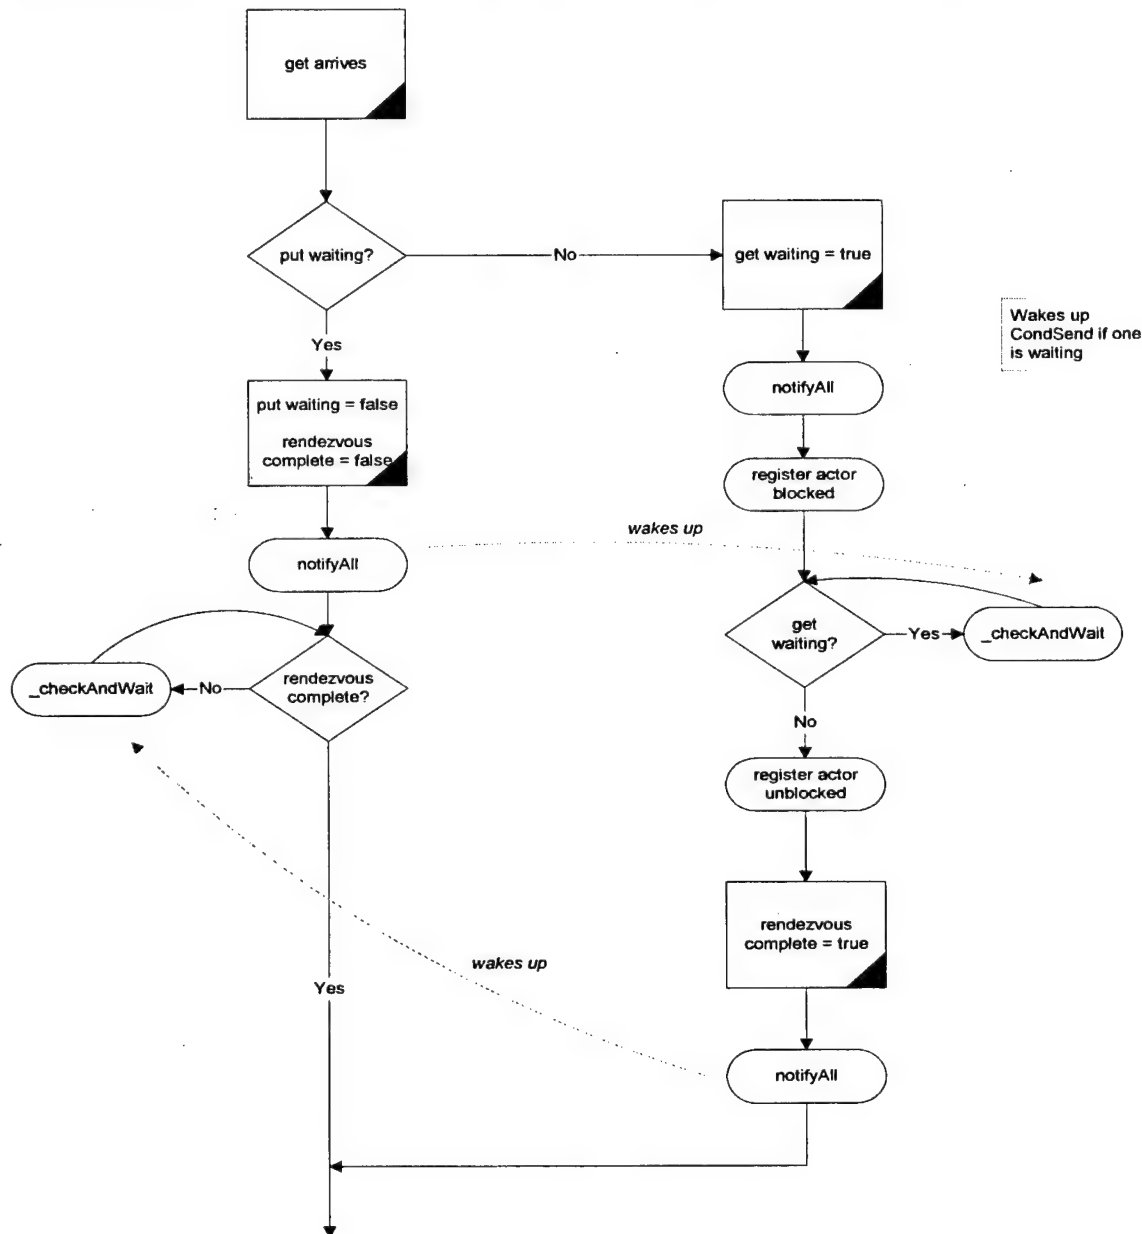 get arrives
put waiting?
No
get waiting = true
Wakes up
CondSend if one
is waiting
Yes
notifyAll
put waiting = false
rendezvous
complete = false
register actor
blocked
wakes up
notifyAll
get
waiting?
Yes
_checkAndWait
rendezvous
complete?
No
_checkAndWait
No
register actor
unblocked
rendezvous
complete = true
wakes up
Yes
notifyAll